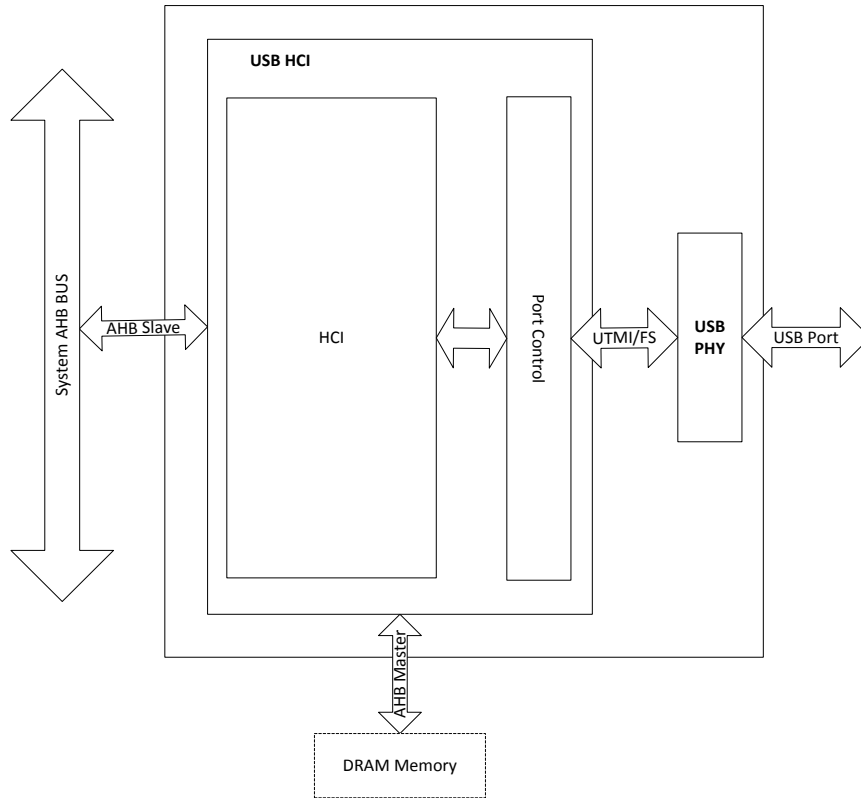 USB HCI
System AHB BUS
AHB Slave
HCI
Port Control
UTMI/FS
USB
PHY
USB Port
AHB Master
DRAM Memory